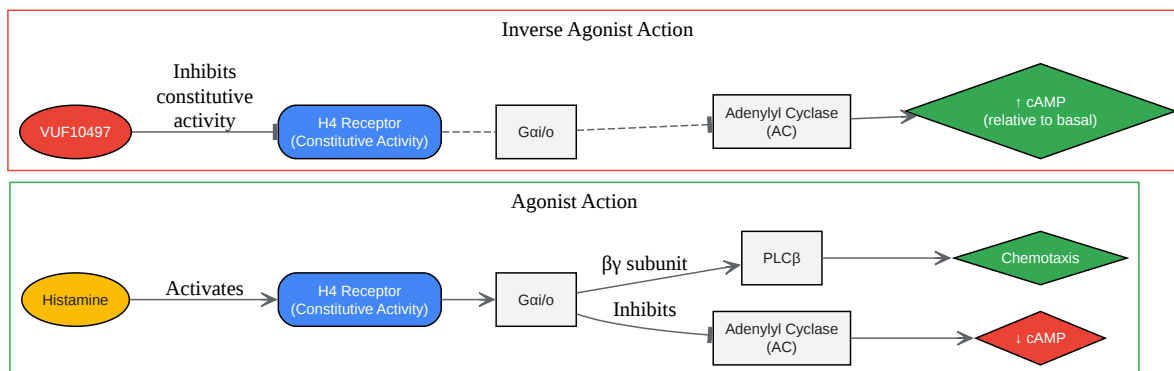 Inverse Agonist Action
Inhibits
constitutive
activity
VUF10497
H4 Receptor
(Constitutive Activity)
Gαi/o
Adenylyl Cyclase
(AC)
↑ cAMP
(relative to basal)
Agonist Action
Histamine
Activates
H4 Receptor
(Constitutive Activity)
Gαi/o
βγ subunit
PLCβ
Chemotaxis
Inhibits
Adenylyl Cyclase
(AC)
↓ cAMP